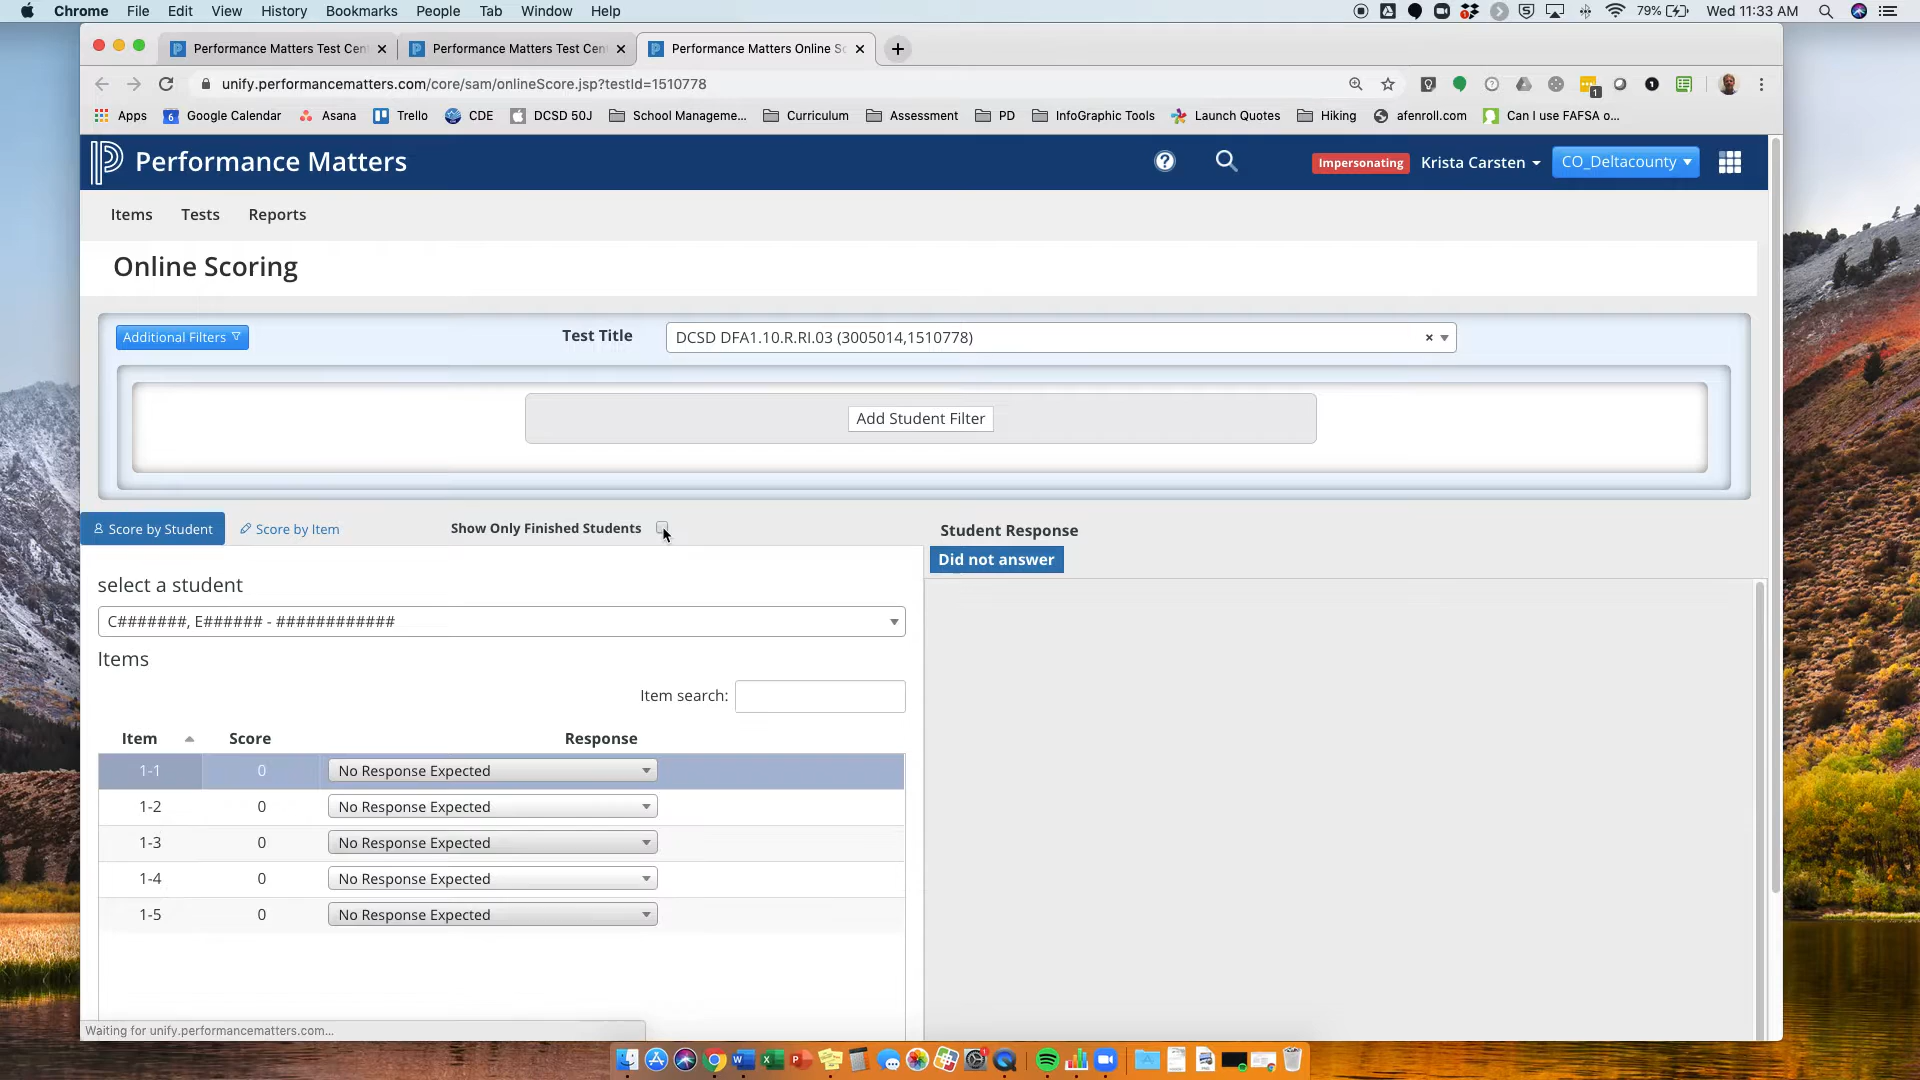 Chrome File Edit View History Bookmarks People Tab Window Help 79% Wed 11:33 AM
Performance Matters Test Cen Performance Matters Test Cen Performance Matters Online Sc
unify.performancematters.com/core/sam/onlineScore.jsp?testId=1510778
Apps Google Calendar Asana Trello CDE DCSD 50J School Manageme... Curriculum Assessment PD InfoGraphic Tools Launch Quotes Hiking afenroll.com Can I use FAFSA o...
Performance Matters Impersonating Krista Carsten CO_Deltacounty
Items Tests Reports
Online Scoring
Additional Filters Test Title DCSD DFA1.10.R.RI.03 (3005014,1510778)
Add Student Filter
Score by Student Score by Item Show Only Finished Students Student Response
Did not answer
select a student
C#######, E###### - ############
Items
Item search:
Item Score Response
1-1 0 No Response Expected
1-2 0 No Response Expected
1-3 0 No Response Expected
1-4 0 No Response Expected
1-5 0 No Response Expected
Waiting for unify.performancematters.com...